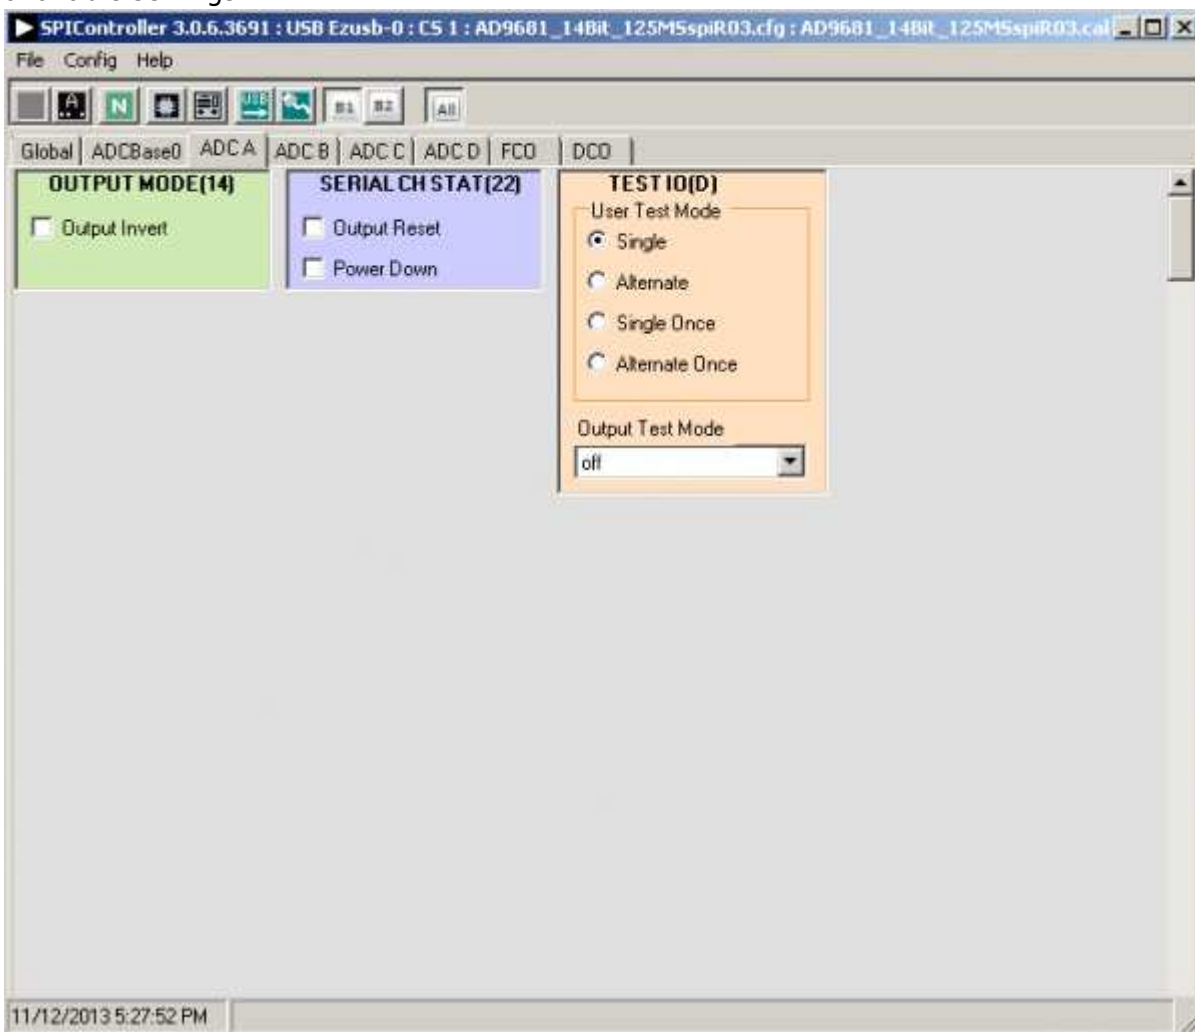 SPIController 3.0.6.3691 : USB Ezusb-0 : CS 1 : AD9681_14Bit_125MSspiR03.cfg : AD9681_14Bit_125MSspiR03.cal
File Config Help
A N USB B1 B2 All
Global ADCBase0 ADC A ADC B ADC C ADC D FCO DCO
OUTPUT MODE(14)
Output Invert
SERIAL CH STAT(22)
Output Reset
Power Down
TEST IO(D)
User Test Mode
Single
Alternate
Single Once
Alternate Once
Output Test Mode
off
11/12/2013 5:27:52 PM